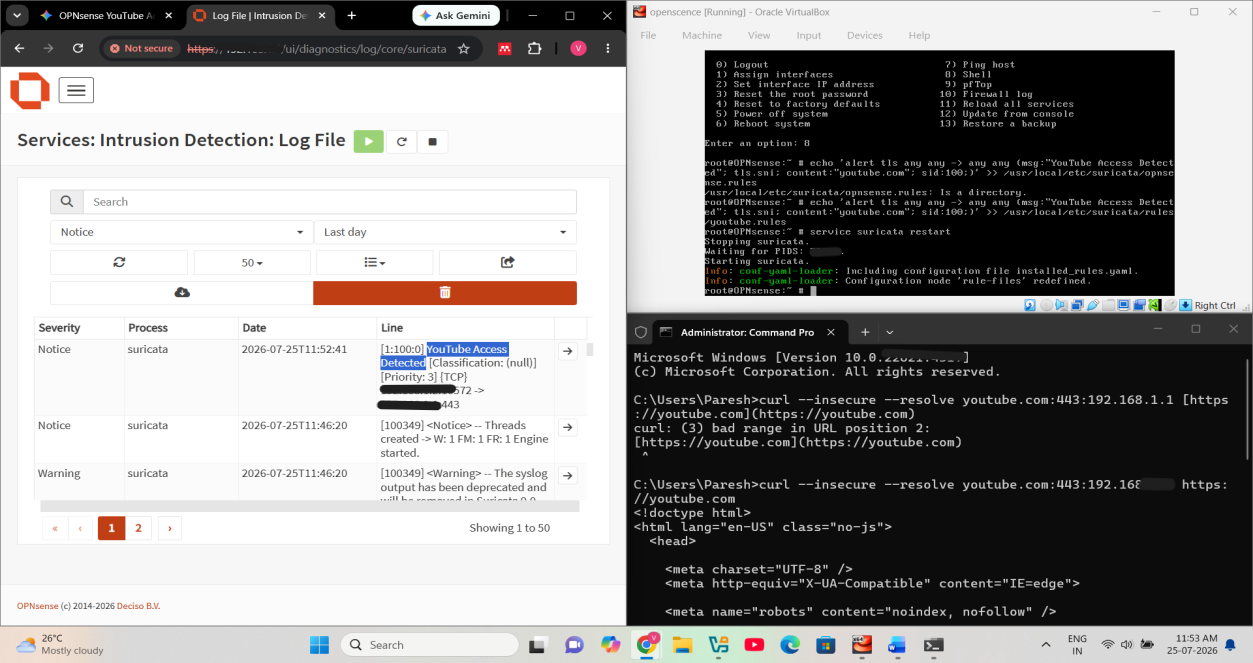 OPNsense YouTube A
Log File | Intrusion De
Ask Gemini
Not secure
https:
/ui/diagnostics/log/core/suricata
V
Services: Intrusion Detection: Log File
Search
Notice
Last day
50
Severity
Process
Date
Line
Notice
suricata
2026-07-25T11:52:41
[1:100:0] YouTube Access
Detected [Classification: (null)]
[Priority: 3] {TCP}
572 ->
443
Notice
suricata
2026-07-25T11:46:20
[100349] <Notice> -- Threads
created -> W: 1 FM: 1 FR: 1 Engine
started.
Warning
suricata
2026-07-25T11:46:20
[100349] <Warning> -- The syslog
output has been deprecated and
will be removed in Suricata 9.0
« ‹ 1 2 ›
Showing 1 to 50
OPNsense (c) 2014-2026 Deciso B.V.
openscence [Running] - Oracle VirtualBox
File Machine View Input Devices Help
0) Logout 7) Ping host
1) Assign interfaces 8) Shell
2) Set interface IP address 9) pfTop
3) Reset the root password 10) Firewall log
4) Reset to factory defaults 11) Reload all services
5) Power off system 12) Update from console
6) Reboot system 13) Restore a backup
Enter an option: 8
root@OPNsense:~ # echo 'alert tls any any -> any any (msg:"YouTube Access Detect
ed"; tls.sni; content:"youtube.com"; sid:100;)' >> /usr/local/etc/suricata/opnse
nse.rules
/usr/local/etc/suricata/opnsense.rules: Is a directory.
root@OPNsense:~ # echo 'alert tls any any -> any any (msg:"YouTube Access Detect
ed"; tls.sni; content:"youtube.com"; sid:100;)' >> /usr/local/etc/suricata/rules
/youtube.rules
root@OPNsense:~ # service suricata restart
Stopping suricata.
Waiting for PIDS:
Starting suricata.
Info: conf-yaml-loader: Including configuration file installed_rules.yaml.
Info: conf-yaml-loader: Configuration node 'rule-files' redefined.
root@OPNsense:~ #
Right Ctrl
Administrator: Command Pro
Microsoft Windows [Version 10.0. ]
(c) Microsoft Corporation. All rights reserved.
C:\Users\Paresh>curl --insecure --resolve youtube.com:443:192.168.1.1 [https
://youtube.com](https://youtube.com)
curl: (3) bad range in URL position 2:
[https://youtube.com](https://youtube.com)
^
C:\Users\Paresh>curl --insecure --resolve youtube.com:443:192.168 https:
//youtube.com
<!doctype html>
<html lang="en-US" class="no-js">
<head>
<meta charset="UTF-8" />
<meta http-equiv="X-UA-Compatible" content="IE=edge">
<meta name="robots" content="noindex, nofollow" />
26°C
Mostly cloudy
Search
ENG
IN
11:53 AM
25-07-2026